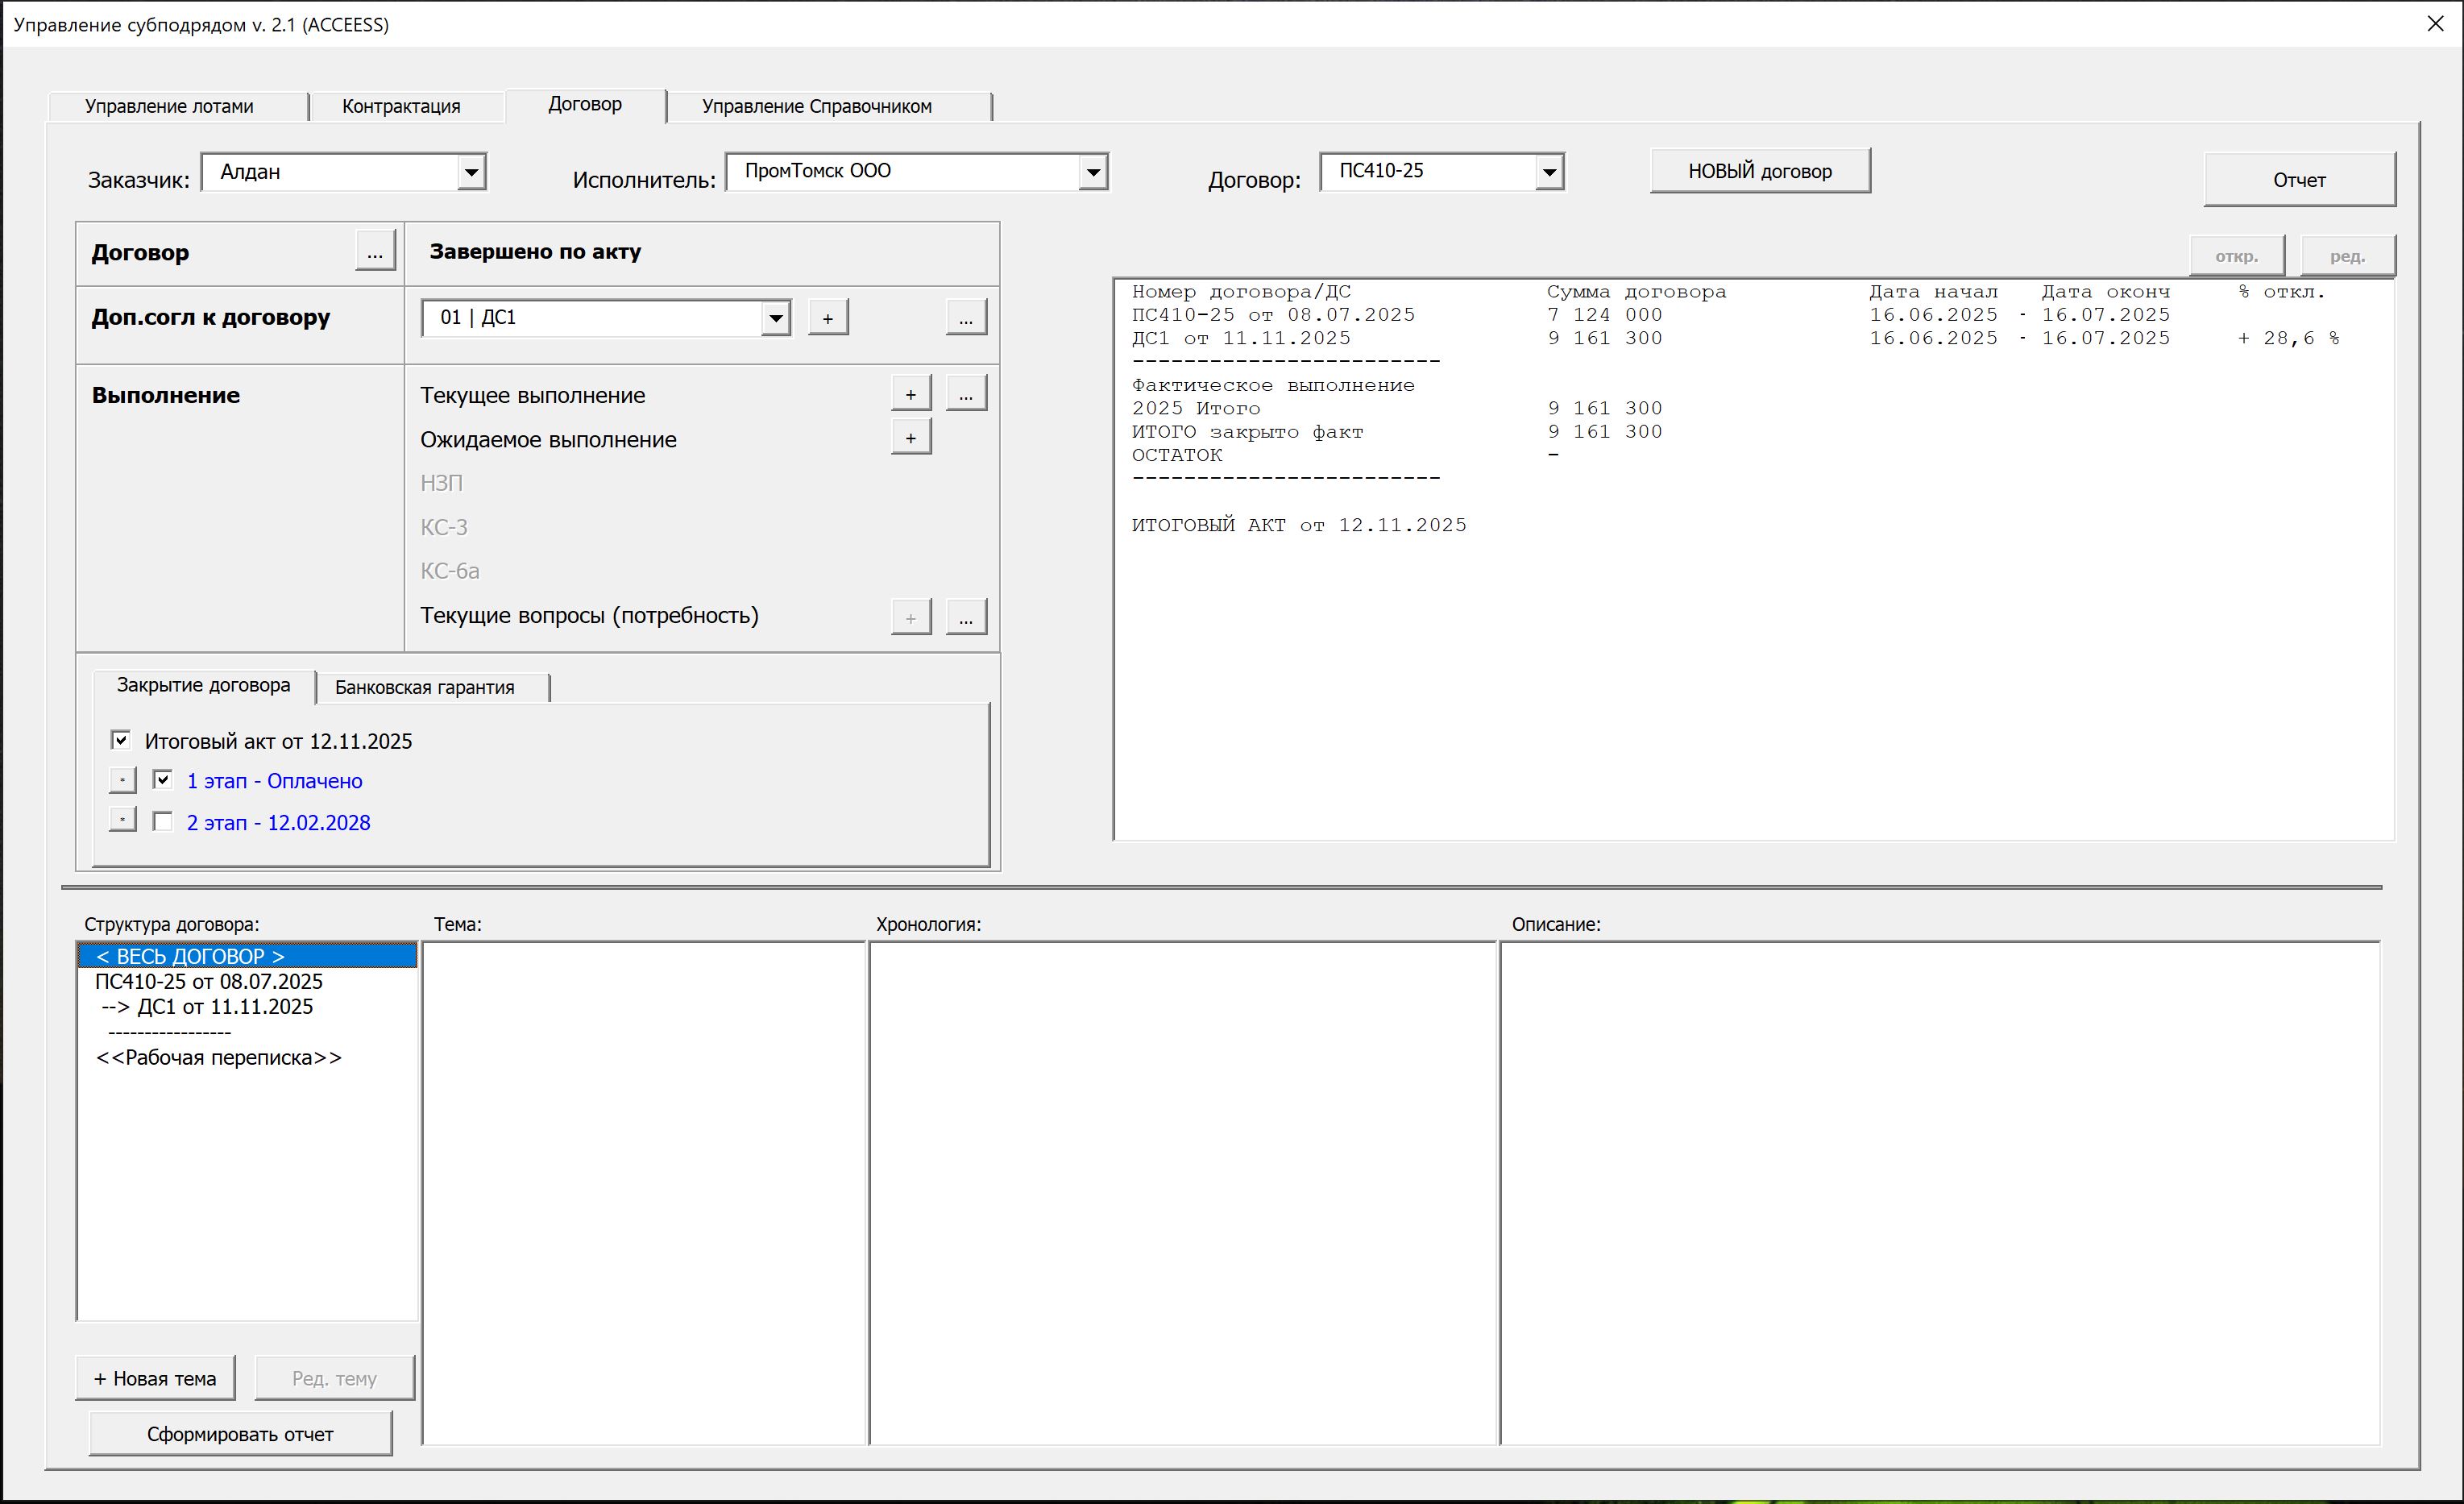 Управление субподрядом v. 2.1 (ACCEESS)
Управление лотами Контрактация Договор Управление Справочником
Заказчик: Алдан Исполнитель: ПромТомск ООО Договор: ПС410-25 НОВЫЙ договор Отчет
откр. ред.
Договор ... Завершено по акту
Доп.согл к договору 01 | ДС1 + ...
Выполнение
Текущее выполнение + ...
Ожидаемое выполнение +
НЗП
КС-3
КС-6а
Текущие вопросы (потребность) + ...
Закрытие договора Банковская гарантия
Итоговый акт от 12.11.2025
1 этап - Оплачено
2 этап - 12.02.2028
Номер договора/ДС Сумма договора Дата начал Дата оконч % откл.
ПС410-25 от 08.07.2025 7 124 000 16.06.2025 - 16.07.2025
ДС1 от 11.11.2025 9 161 300 16.06.2025 - 16.07.2025 + 28,6 %
------------------------
Фактическое выполнение
2025 Итого 9 161 300
ИТОГО закрыто факт 9 161 300
ОСТАТОК -
------------------------
ИТОГОВЫЙ АКТ от 12.11.2025
Структура договора: Тема: Хронология: Описание:
< ВЕСЬ ДОГОВОР >
ПС410-25 от 08.07.2025
--> ДС1 от 11.11.2025
-----------------
<<Рабочая переписка>>
+ Новая тема Ред. тему
Сформировать отчет